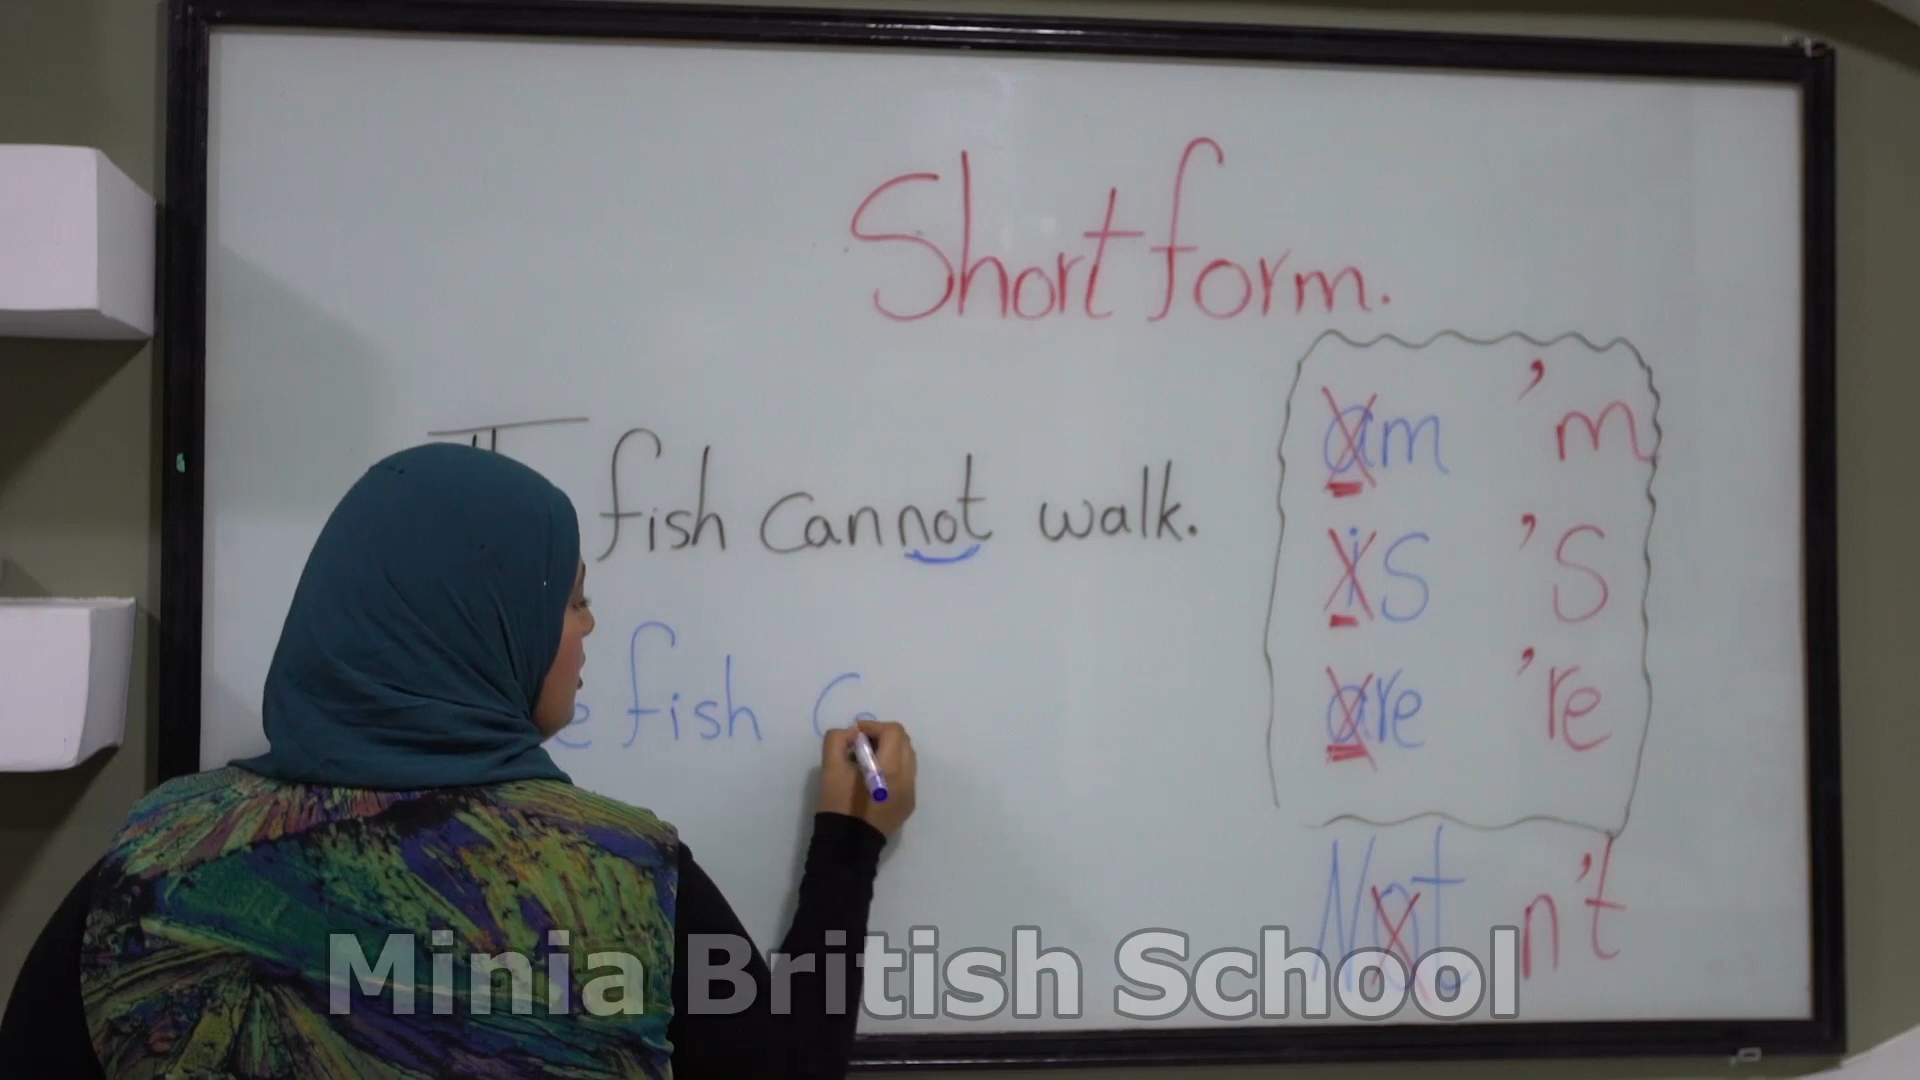 Short form.
fish cannot walk.
fish
am 'm
is 's
are 're
Not n't
Minia British School